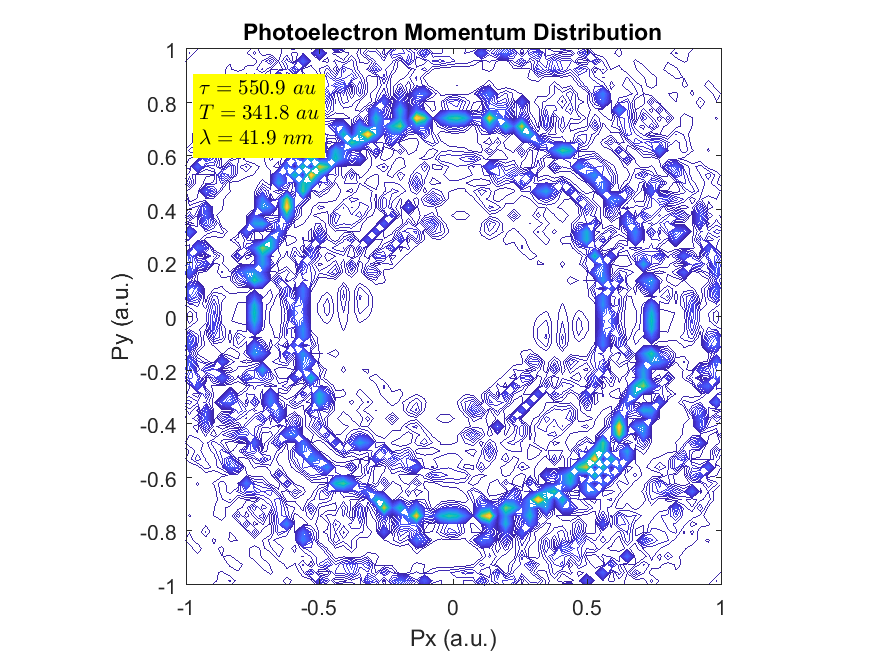 Photoelectron Momentum Distribution
τ = 550.9 au
T = 341.8 au
λ = 41.9 nm
1
0.8
0.6
0.4
0.2
0
-0.2
-0.4
-0.6
-0.8
-1
Py (a.u.)
-1 -0.5 0 0.5 1
Px (a.u.)